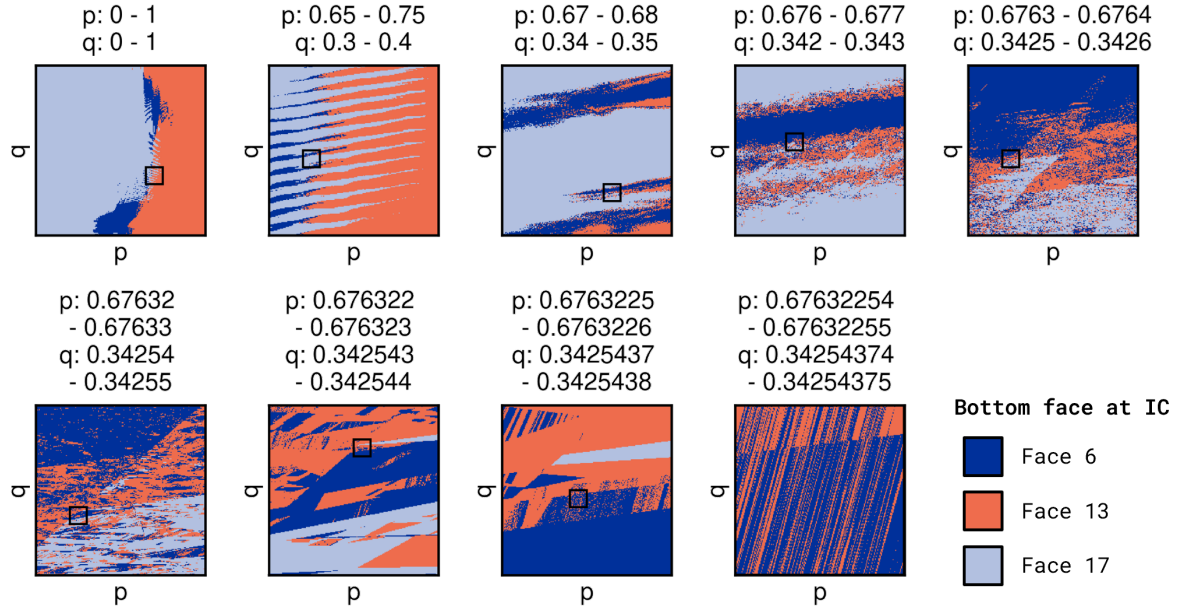 p: 0 - 1
q: 0 - 1
q
p
p: 0.65 - 0.75
q: 0.3 - 0.4
q
p
p: 0.67 - 0.68
q: 0.34 - 0.35
q
p
p: 0.676 - 0.677
q: 0.342 - 0.343
q
p
p: 0.6763 - 0.6764
q: 0.3425 - 0.3426
q
p
p: 0.67632
- 0.67633
q: 0.34254
- 0.34255
q
p
p: 0.676322
- 0.676323
q: 0.342543
- 0.342544
q
p
p: 0.6763225
- 0.6763226
q: 0.3425437
- 0.3425438
q
p
p: 0.67632254
- 0.67632255
q: 0.34254374
- 0.34254375
q
p
Bottom face at IC
Face 6
Face 13
Face 17